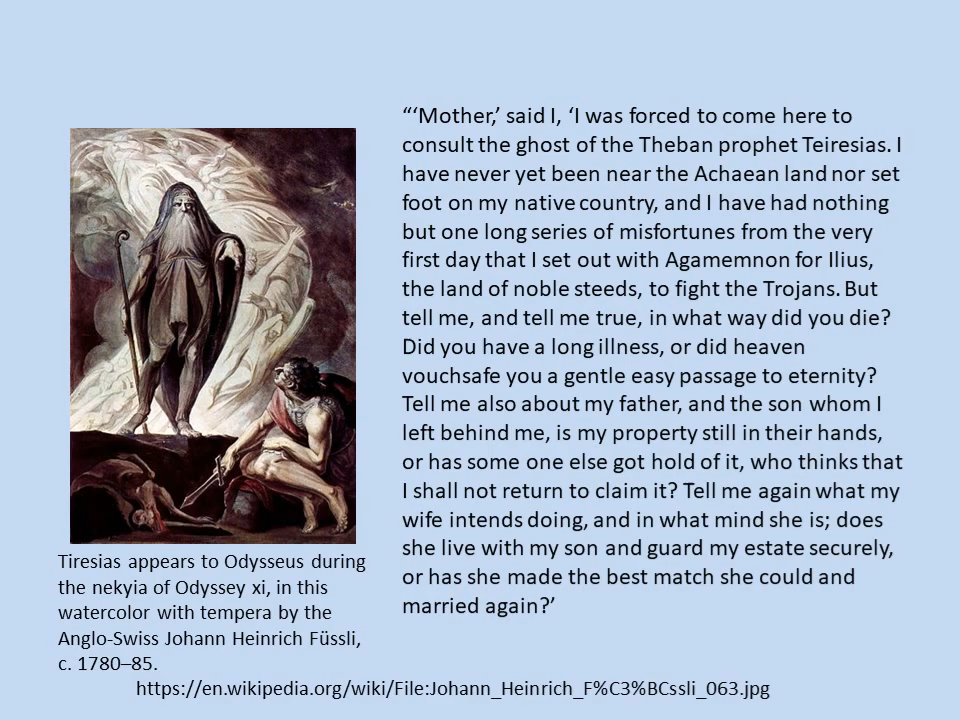 “‘Mother,’ said I, ‘I was forced to come here to
consult the ghost of the Theban prophet Teiresias. I
have never yet been near the Achaean land nor set
foot on my native country, and I have had nothing
but one long series of misfortunes from the very
first day that I set out with Agamemnon for Ilius,
the land of noble steeds, to fight the Trojans. But
tell me, and tell me true, in what way did you die?
Did you have a long illness, or did heaven
vouchsafe you a gentle easy passage to eternity?
Tell me also about my father, and the son whom I
left behind me, is my property still in their hands,
or has some one else got hold of it, who thinks that
I shall not return to claim it? Tell me again what my
wife intends doing, and in what mind she is; does
she live with my son and guard my estate securely,
or has she made the best match she could and
married again?’
Tiresias appears to Odysseus during
the nekyia of Odyssey xi, in this
watercolor with tempera by the
Anglo-Swiss Johann Heinrich Füssli,
c. 1780–85.
https://en.wikipedia.org/wiki/File:Johann_Heinrich_F%C3%BCssli_063.jpg